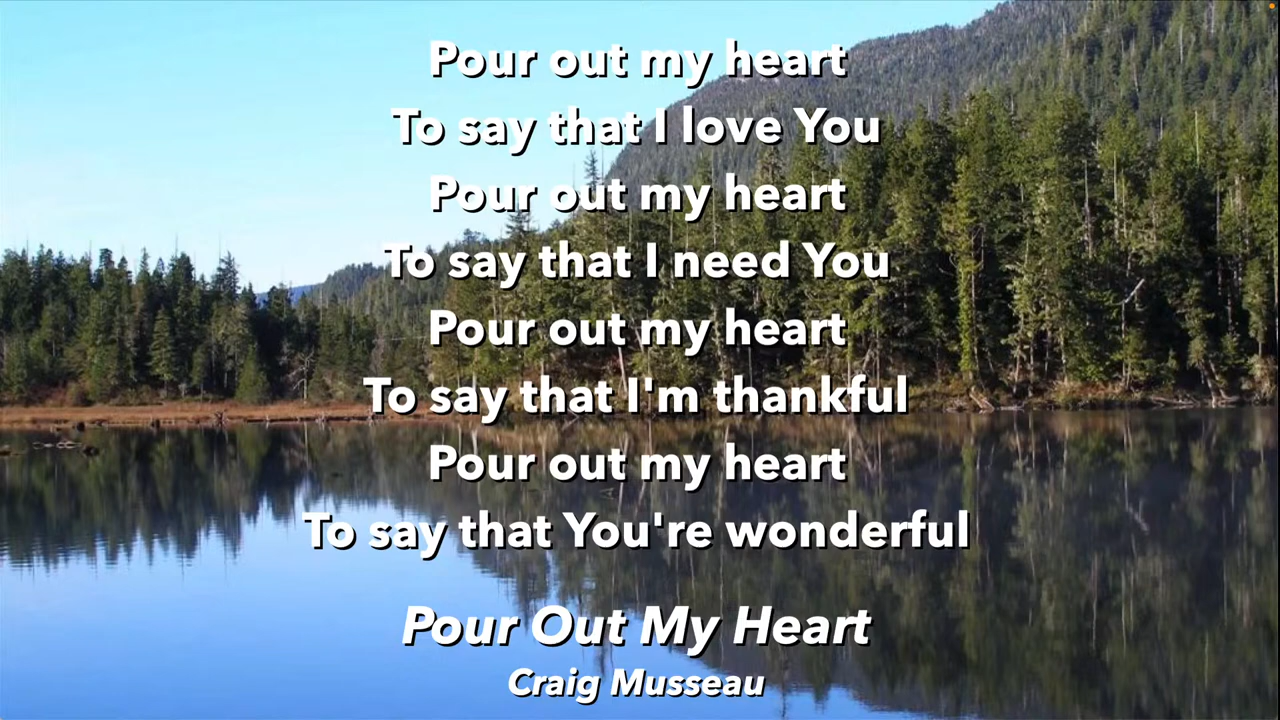 Pour out my heart
To say that I love You
Pour out my heart
To say that I need You
Pour out my heart
To say that I'm thankful
Pour out my heart
To say that You're wonderful
Pour Out My Heart
Craig Musseau